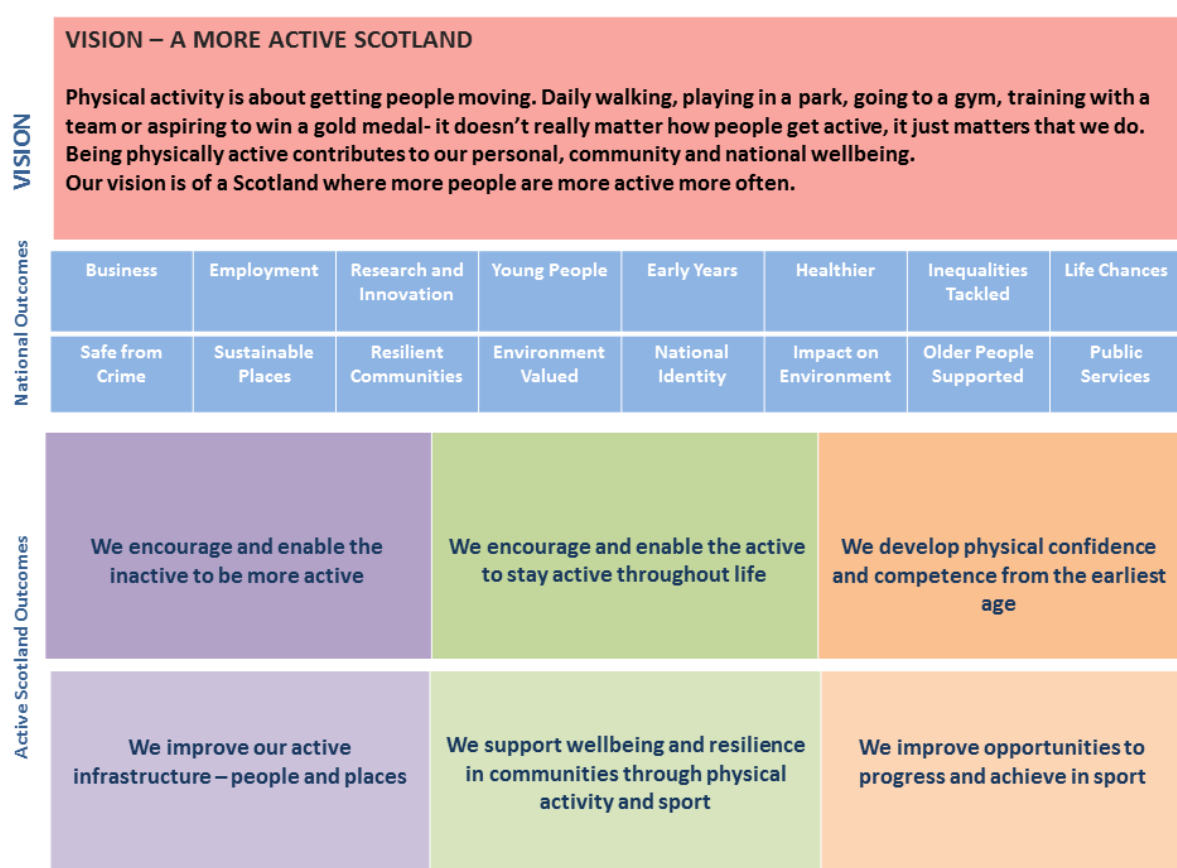 VISION
VISION – A MORE ACTIVE SCOTLAND
Physical activity is about getting people moving. Daily walking, playing in a park, going to a gym, training with a
team or aspiring to win a gold medal- it doesn’t really matter how people get active, it just matters that we do.
Being physically active contributes to our personal, community and national wellbeing.
Our vision is of a Scotland where more people are more active more often.
National Outcomes
Business
Employment
Research and
Innovation
Young People
Early Years
Healthier
Inequalities
Tackled
Life Chances
Safe from
Crime
Sustainable
Places
Resilient
Communities
Environment
Valued
National
Identity
Impact on
Environment
Older People
Supported
Public
Services
Active Scotland Outcomes
We encourage and enable the
inactive to be more active
We encourage and enable the active
to stay active throughout life
We develop physical confidence
and competence from the earliest
age
We improve our active
infrastructure – people and places
We support wellbeing and resilience
in communities through physical
activity and sport
We improve opportunities to
progress and achieve in sport